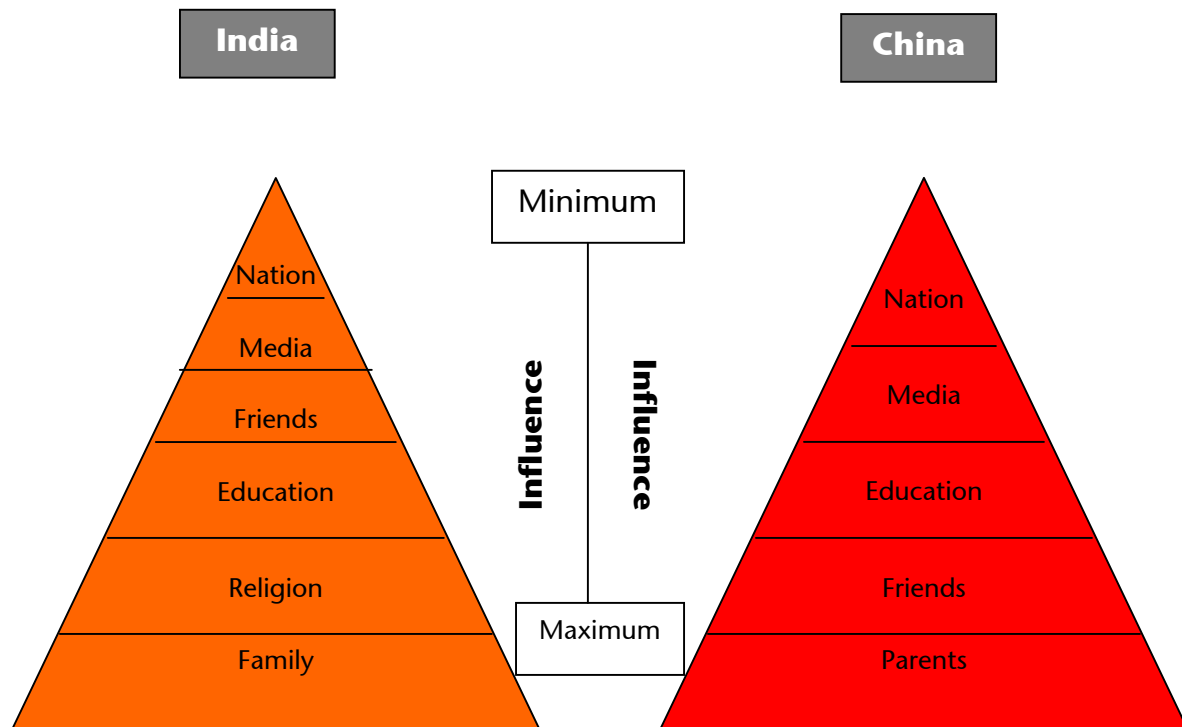 India
China
Minimum
Nation
Media
Friends
Education
Religion
Family
Influence
Influence
Maximum
Nation
Media
Education
Friends
Parents